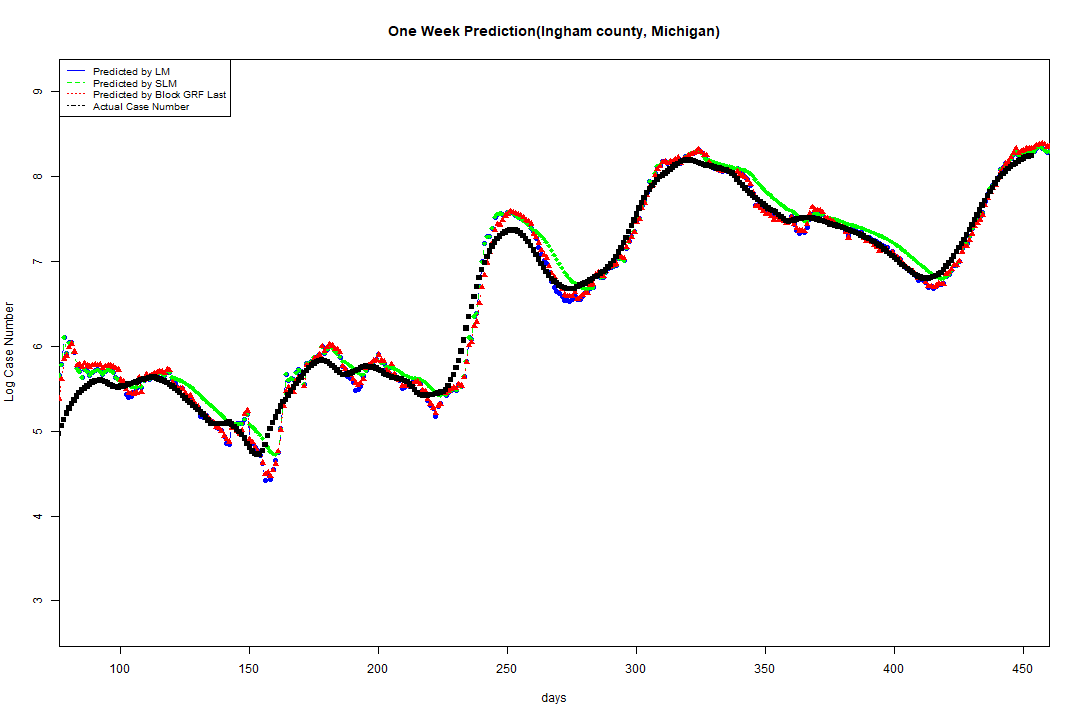 One Week Prediction(Ingham county, Michigan)
Predicted by LM
Predicted by SLM
Predicted by Block GRF Last
Actual Case Number
9
8
7
6
5
4
3
Log Case Number
100 150 200 250 300 350 400 450
days